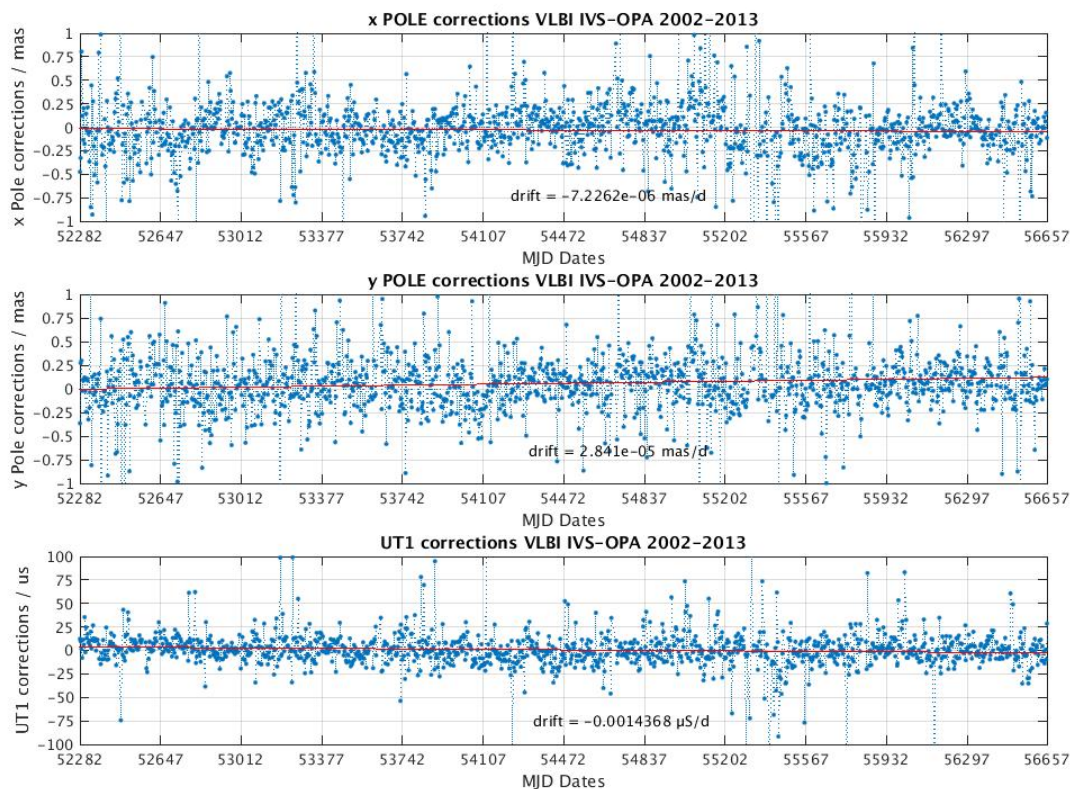 x POLE corrections VLBI IVS-OPA 2002-2013
x Pole corrections / mas
1
0.75
0.5
0.25
0
-0.25
-0.5
-0.75
-1
drift = -7.2262e-06 mas/d
52282 52647 53012 53377 53742 54107 54472 54837 55202 55567 55932 56297 56657
MJD Dates
y POLE corrections VLBI IVS-OPA 2002-2013
y Pole corrections / mas
1
0.75
0.5
0.25
0
-0.25
-0.5
-0.75
-1
drift = 2.841e-05 mas/d
52282 52647 53012 53377 53742 54107 54472 54837 55202 55567 55932 56297 56657
MJD Dates
UT1 corrections VLBI IVS-OPA 2002-2013
UT1 corrections / us
100
75
50
25
0
-25
-50
-75
-100
drift = -0.0014368 µS/d
52282 52647 53012 53377 53742 54107 54472 54837 55202 55567 55932 56297 56657
MJD Dates